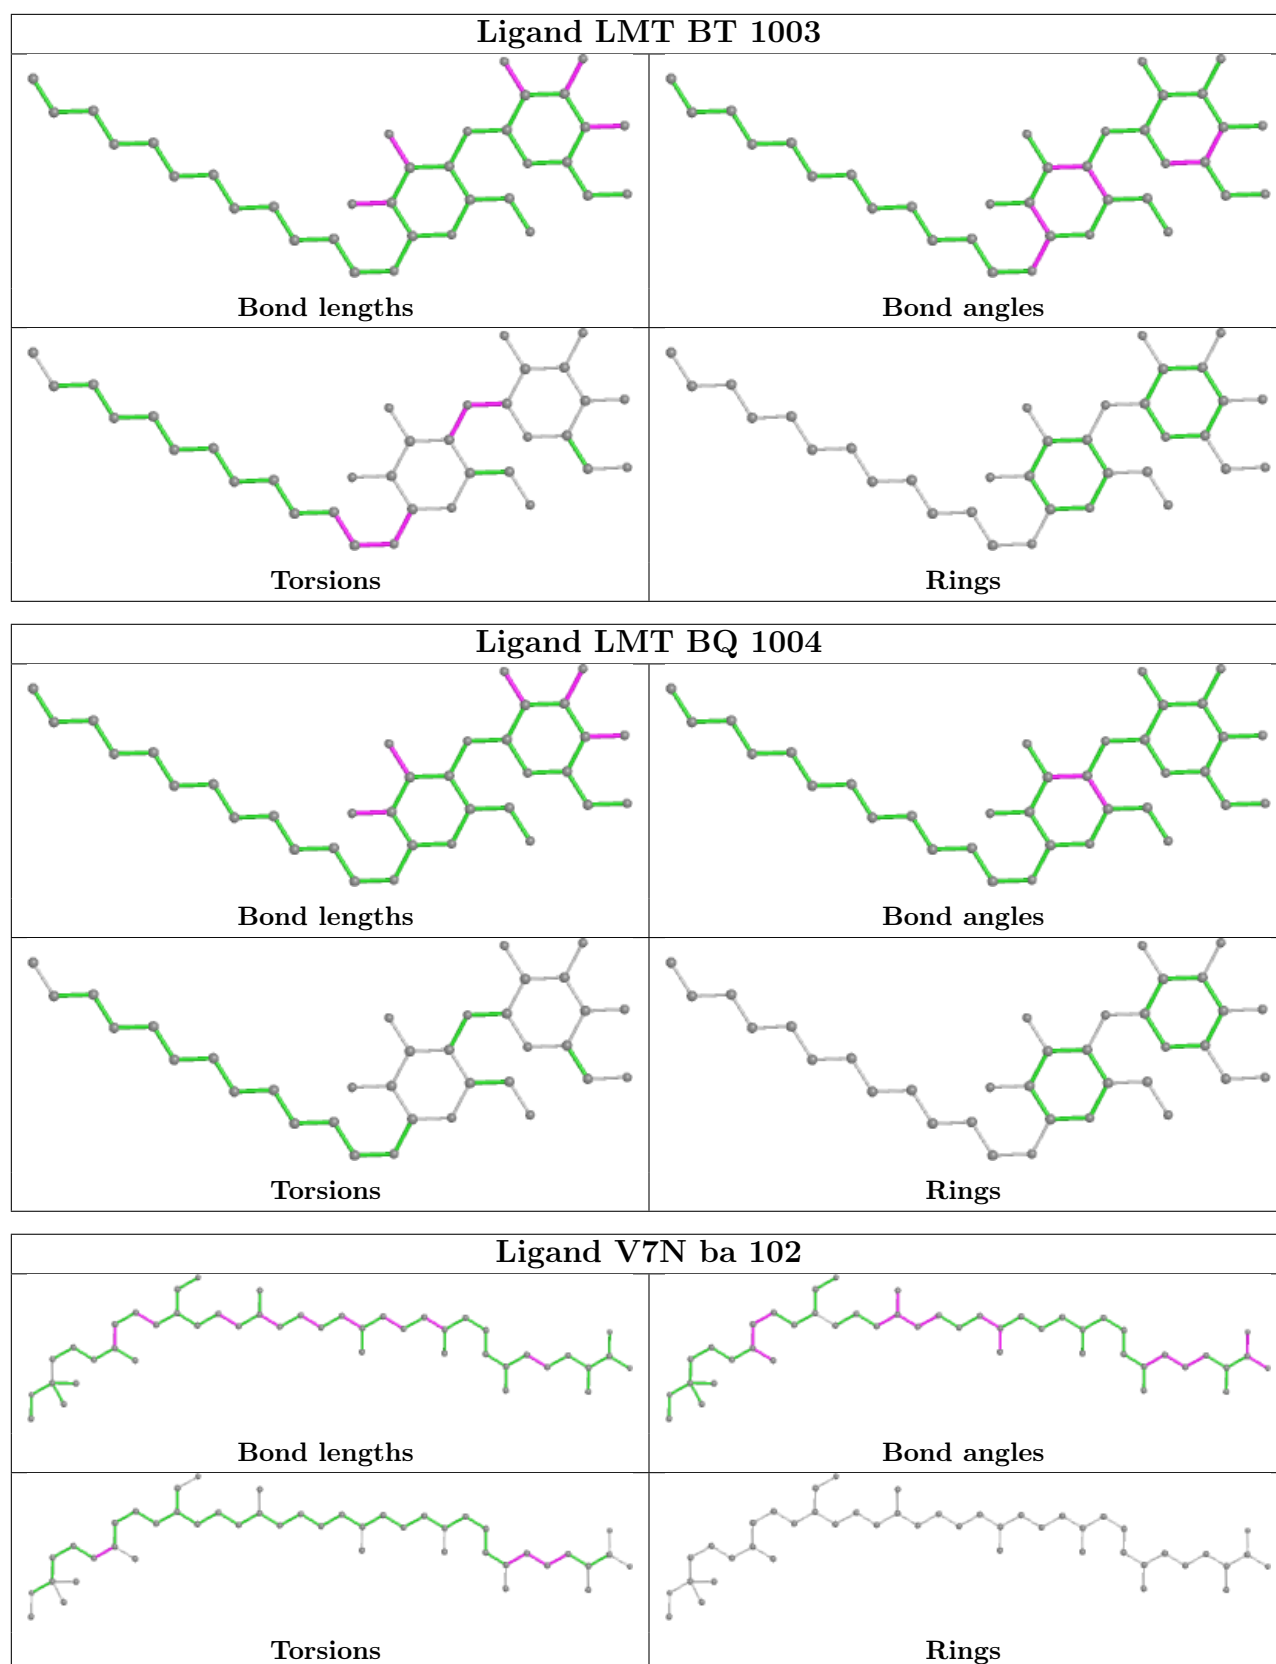 Ligand LMT BT 1003
Bond lengths
Bond angles
Torsions
Rings
Ligand LMT BQ 1004
Bond lengths
Bond angles
Torsions
Rings
Ligand V7N ba 102
Bond lengths
Bond angles
Torsions
Rings